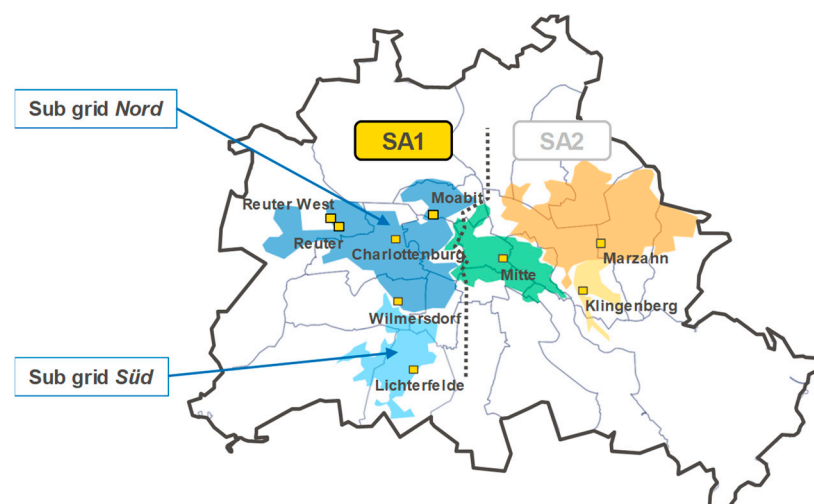 Sub grid Nord
SA1
SA2
Reuter West
Moabit
Reuter
Charlottenburg
Marzahn
Mitte
Klingenberg
Wilmersdorf
Sub grid Süd
Lichterfelde